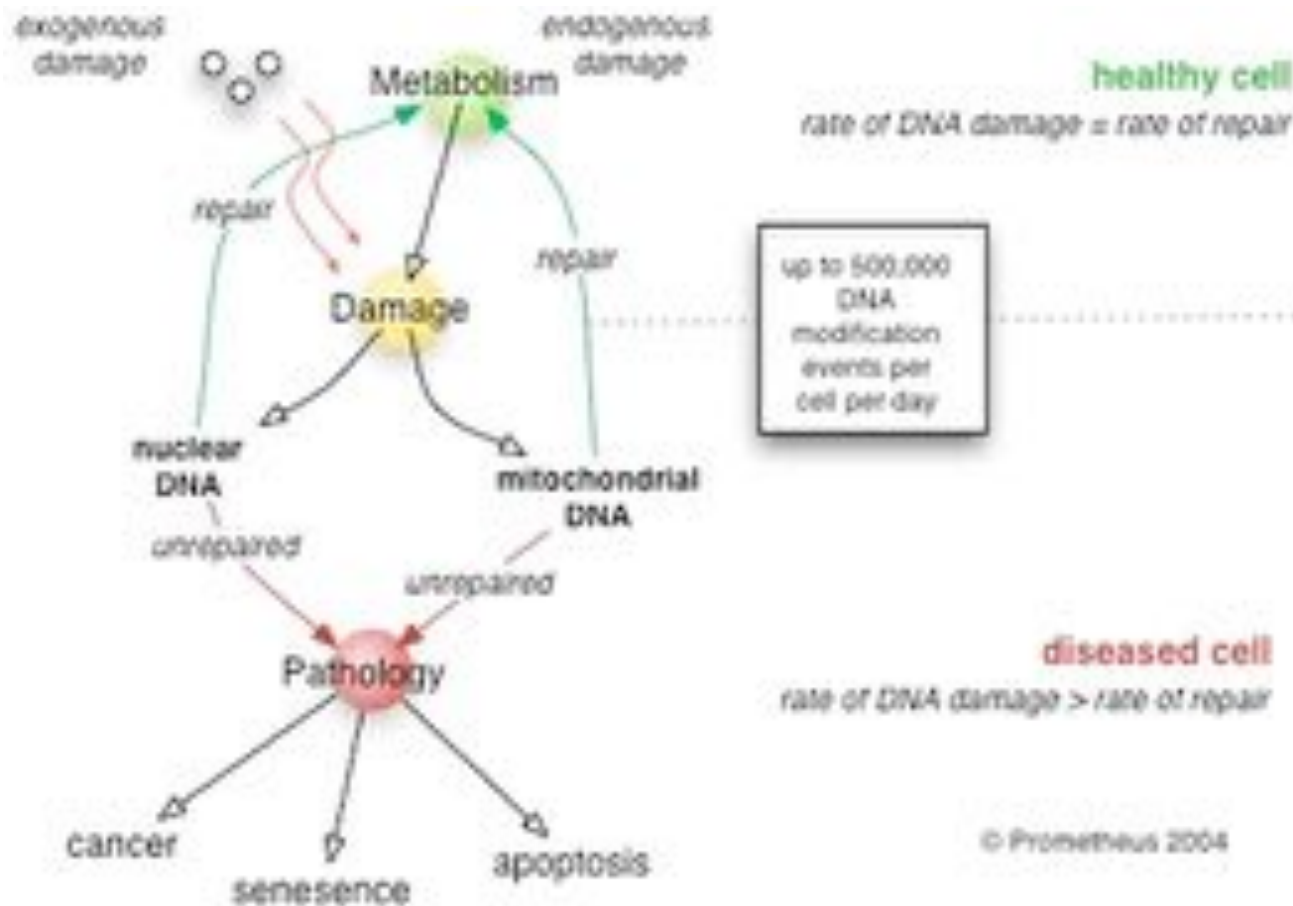 exogenous
damage
endogenous
damage
Metabolism
healthy cell
rate of DNA damage = rate of repair
repair
repair
up to 500,000
DNA
modification
events per
cell per day
Damage
nuclear
DNA
mitochondrial
DNA
unrepaired
unrepaired
Pathology
diseased cell
rate of DNA damage > rate of repair
cancer
senesence
apoptosis
© Prometheus 2004